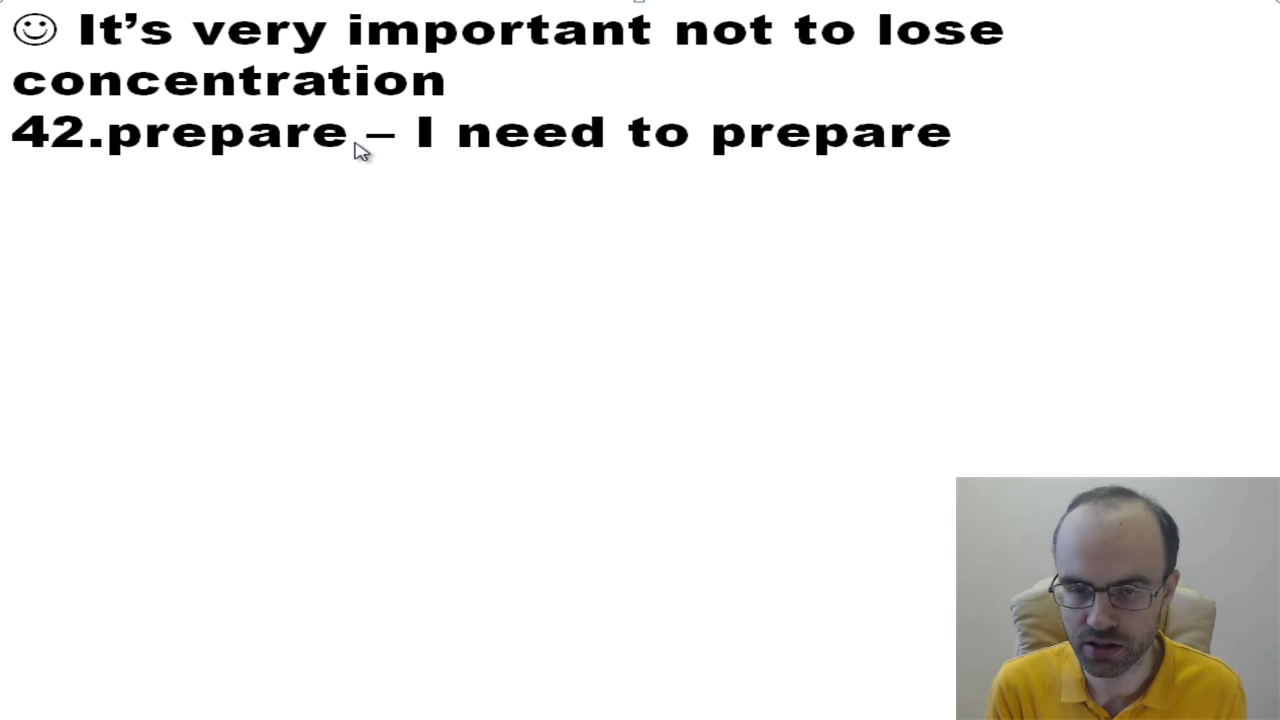 ☺ It’s very important not to lose
concentration
42.prepare – I need to prepare